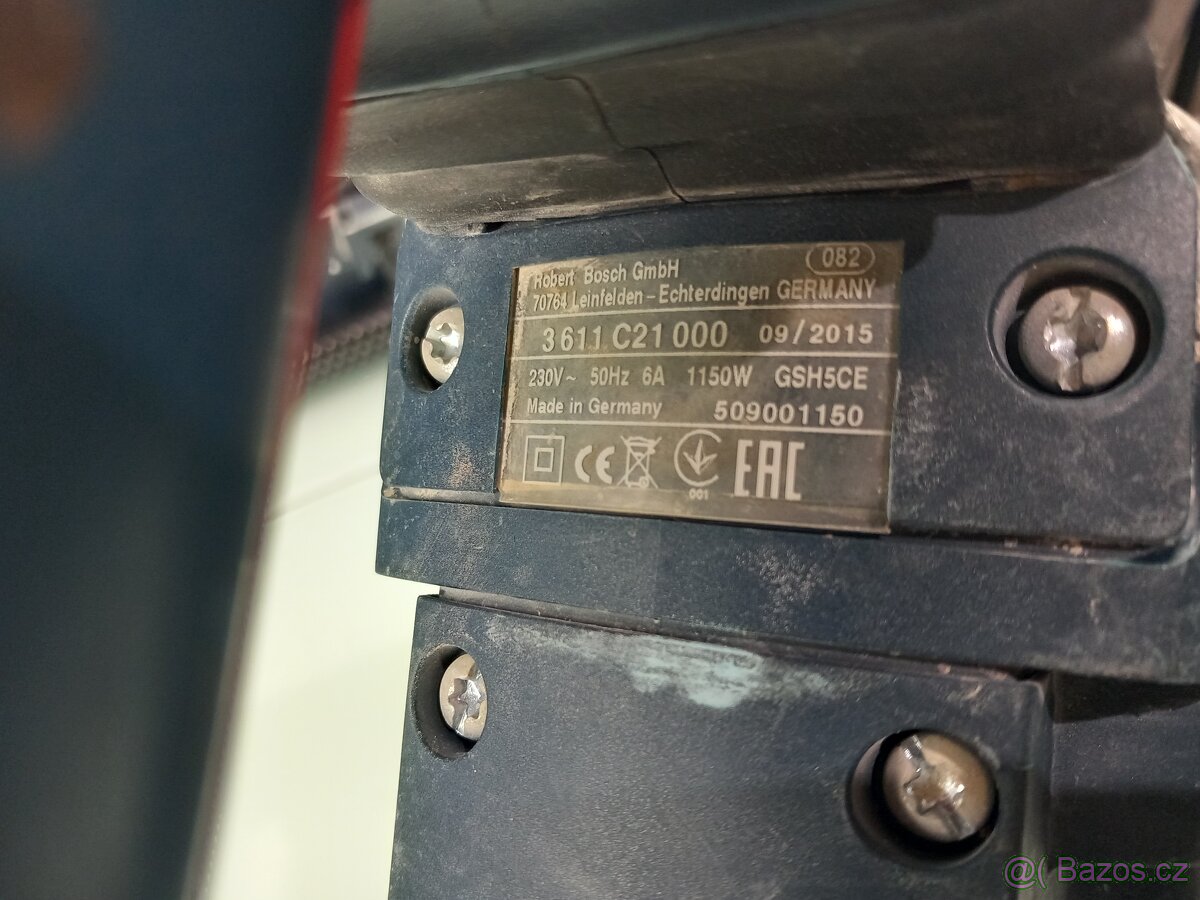 082
Robert Bosch GmbH
70764 Leinfelden - Echterdingen GERMANY
3 611 C21 000 09/2015
230V~ 50Hz 6A 1150W GSH5CE
Made in Germany 509001150
CE 001 EAC
@( Bazos.cz